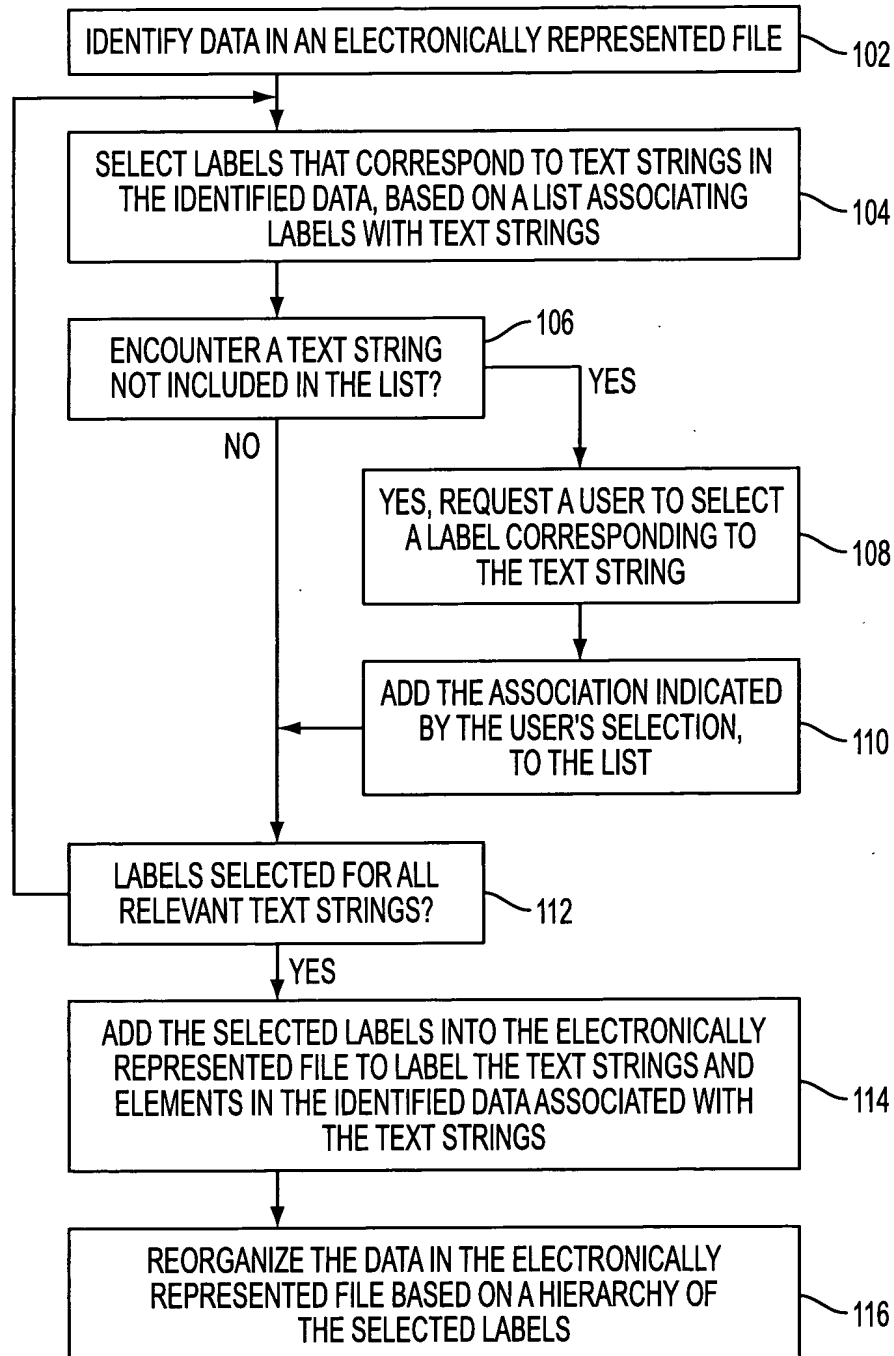 IDENTIFY DATA IN AN ELECTRONICALLY REPRESENTED FILE
102
SELECT LABELS THAT CORRESPOND TO TEXT STRINGS IN
THE IDENTIFIED DATA, BASED ON A LIST ASSOCIATING
LABELS WITH TEXT STRINGS
104
106
ENCOUNTER A TEXT STRING
NOT INCLUDED IN THE LIST?
YES
NO
YES, REQUEST A USER TO SELECT
A LABEL CORRESPONDING TO
THE TEXT STRING
108
ADD THE ASSOCIATION INDICATED
BY THE USER'S SELECTION,
TO THE LIST
110
LABELS SELECTED FOR ALL
RELEVANT TEXT STRINGS?
112
YES
ADD THE SELECTED LABELS INTO THE ELECTRONICALLY
REPRESENTED FILE TO LABEL THE TEXT STRINGS AND
ELEMENTS IN THE IDENTIFIED DATA ASSOCIATED WITH
THE TEXT STRINGS
114
REORGANIZE THE DATA IN THE ELECTRONICALLY
REPRESENTED FILE BASED ON A HIERARCHY OF
THE SELECTED LABELS
116